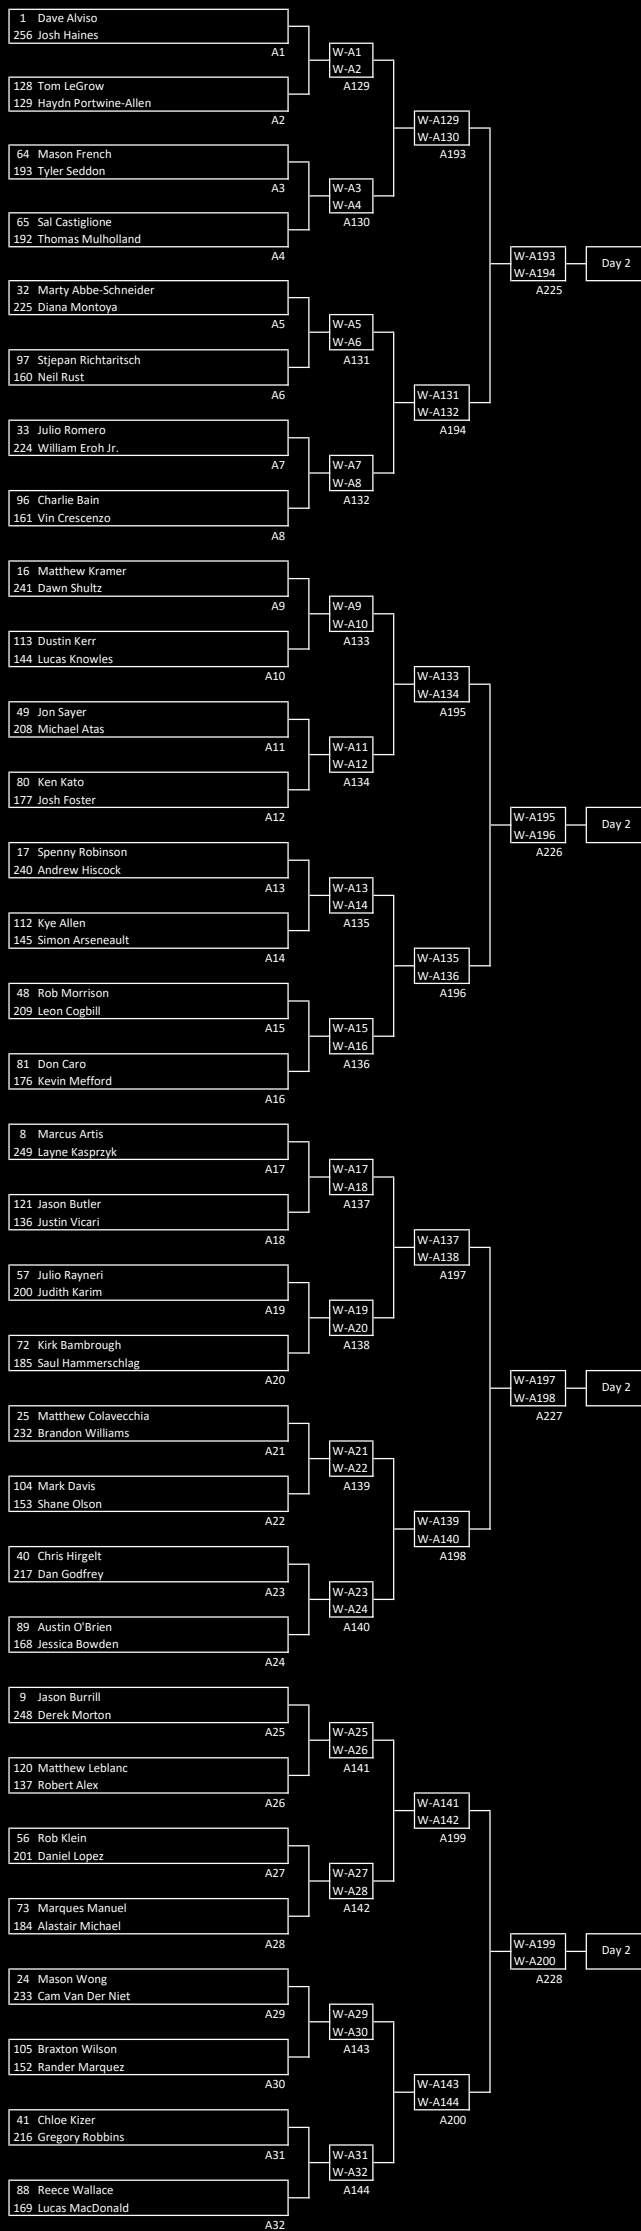 1 Dave Alviso
256 Josh Haines
A1
W-A1
W-A2
A129
128 Tom LeGrow
129 Haydn Portwine-Allen
A2
W-A129
W-A130
A193
64 Mason French
193 Tyler Seddon
A3
W-A3
W-A4
A130
65 Sal Castiglione
192 Thomas Mulholland
A4
W-A193
W-A194
A225
Day 2
32 Marty Abbe-Schneider
225 Diana Montoya
A5
W-A5
W-A6
A131
97 Stjepan Richtaritsch
160 Neil Rust
A6
W-A131
W-A132
A194
33 Julio Romero
224 William Eroh Jr.
A7
W-A7
W-A8
A132
96 Charlie Bain
161 Vin Crescenzo
A8
16 Matthew Kramer
241 Dawn Shultz
A9
W-A9
W-A10
A133
113 Dustin Kerr
144 Lucas Knowles
A10
W-A133
W-A134
A195
49 Jon Sayer
208 Michael Atas
A11
W-A11
W-A12
A134
80 Ken Kato
177 Josh Foster
A12
W-A195
W-A196
A226
Day 2
17 Spenny Robinson
240 Andrew Hiscock
A13
W-A13
W-A14
A135
112 Kye Allen
145 Simon Arseneault
A14
W-A135
W-A136
A196
48 Rob Morrison
209 Leon Cogbill
A15
W-A15
W-A16
A136
81 Don Caro
176 Kevin Mefford
A16
8 Marcus Artis
249 Layne Kasprzyk
A17
W-A17
W-A18
A137
121 Jason Butler
136 Justin Vicari
A18
W-A137
W-A138
A197
57 Julio Rayneri
200 Judith Karim
A19
W-A19
W-A20
A138
72 Kirk Bambrough
185 Saul Hammerschlag
A20
W-A197
W-A198
A227
Day 2
25 Matthew Colavecchia
232 Brandon Williams
A21
W-A21
W-A22
A139
104 Mark Davis
153 Shane Olson
A22
W-A139
W-A140
A198
40 Chris Hirgelt
217 Dan Godfrey
A23
W-A23
W-A24
A140
89 Austin O'Brien
168 Jessica Bowden
A24
9 Jason Burrill
248 Derek Morton
A25
W-A25
W-A26
A141
120 Matthew Leblanc
137 Robert Alex
A26
W-A141
W-A142
A199
56 Rob Klein
201 Daniel Lopez
A27
W-A27
W-A28
A142
73 Marques Manuel
184 Alastair Michael
A28
W-A199
W-A200
A228
Day 2
24 Mason Wong
233 Cam Van Der Niet
A29
W-A29
W-A30
A143
105 Braxton Wilson
152 Rander Marquez
A30
W-A143
W-A144
A200
41 Chloe Kizer
216 Gregory Robbins
A31
W-A31
W-A32
A144
88 Reece Wallace
169 Lucas MacDonald
A32